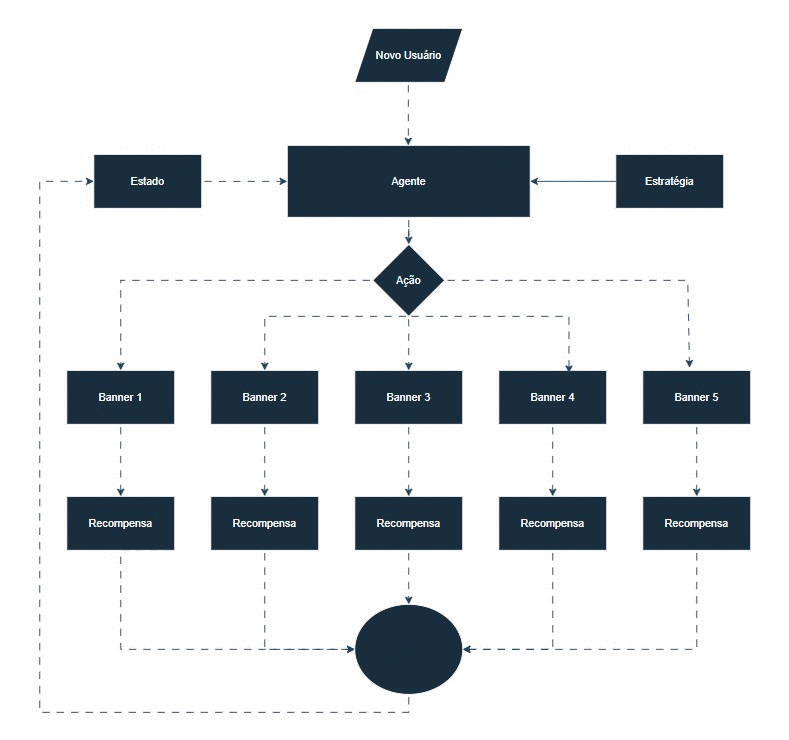 Novo Usuário
Estado
Agente
Estratégia
Ação
Banner 1
Banner 2
Banner 3
Banner 4
Banner 5
Recompensa
Recompensa
Recompensa
Recompensa
Recompensa